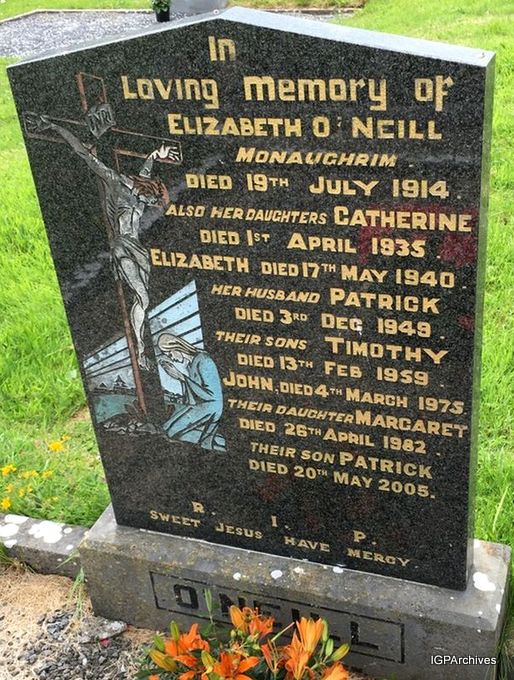 In
Loving memory of
ELIZABETH O'NEILL
MONAUGHRIM
DIED 19TH JULY 1914.
ALSO HER DAUGHTERS CATHERINE
DIED 1ST APRIL 1935.
ELIZABETH DIED 17TH MAY 1940.
HER HUSBAND PATRICK
DIED 3RD DEC 1949.
THEIR SONS TIMOTHY
DIED 13TH FEB 1959.
JOHN, DIED 4TH MARCH 1975.
THEIR DAUGHTER MARGARET
DIED 26TH APRIL 1982.
THEIR SON PATRICK
DIED 20TH MAY 2005.
R. I. P.
SWEET JESUS HAVE MERCY.
O'NEILL
IGPArchives